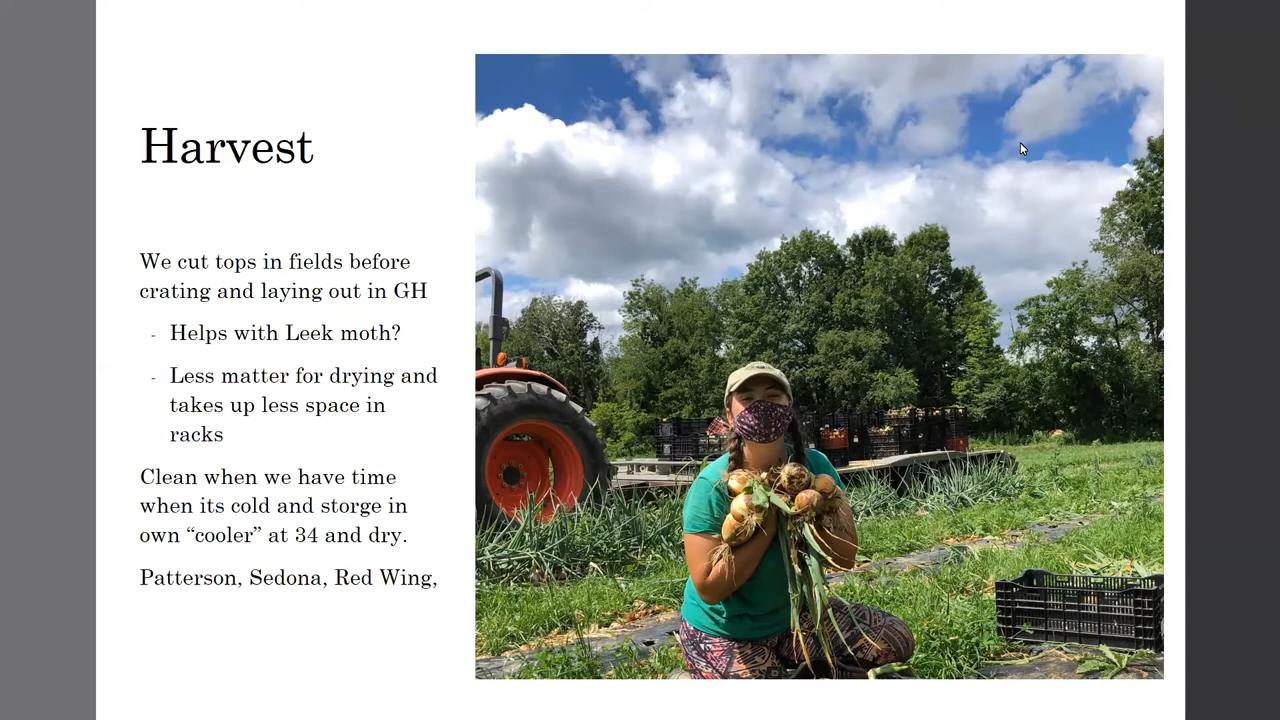 Harvest
We cut tops in fields before
crating and laying out in GH
- Helps with Leek moth?
- Less matter for drying and
takes up less space in
racks
Clean when we have time
when its cold and storge in
own “cooler” at 34 and dry.
Patterson, Sedona, Red Wing,